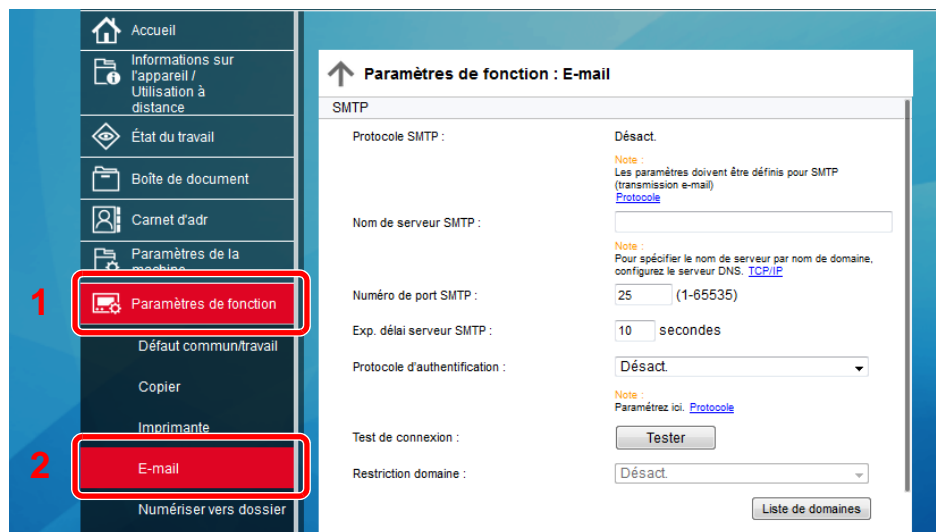 Accueil
Informations sur
l'appareil /
Utilisation à
distance
État du travail
Boîte de document
Carnet d'adr
Paramètres de la
machine
1
Paramètres de fonction
Défaut commun/travail
Copier
Imprimante
2
E-mail
Numériser vers dossier
Paramètres de fonction : E-mail
SMTP
Protocole SMTP :
Désact.
Note :
Les paramètres doivent être définis pour SMTP
(transmission e-mail)
Protocole
Nom de serveur SMTP :
Note :
Pour spécifier le nom de serveur par nom de domaine,
configurez le serveur DNS. TCP/IP
Numéro de port SMTP :
25 (1-65535)
Exp. délai serveur SMTP :
10 secondes
Protocole d'authentification :
Désact.
Note :
Paramétrez ici. Protocole
Test de connexion :
Tester
Restriction domaine :
Désact.
Liste de domaines